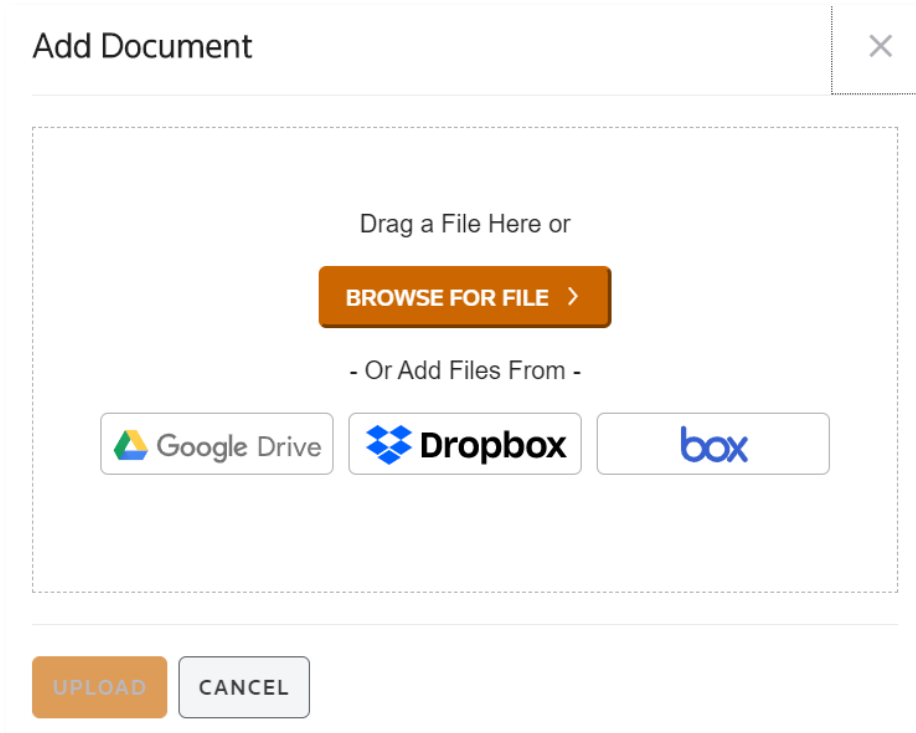 Add Document
Drag a File Here or
BROWSE FOR FILE
- Or Add Files From -
Google Drive
Dropbox
box
UPLOAD
CANCEL